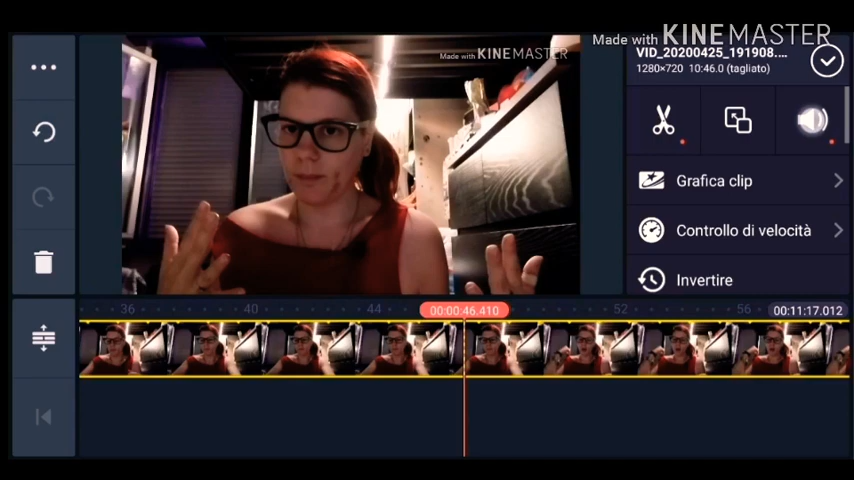 Made with KINEMASTER
Made with KINEMASTER
VID_20200425_191908....
1280×720 10:46.0 (tagliato)
Grafica clip
Controllo di velocità
Invertire
36 40 44 00:00:46.410 52 56 00:11:17.012